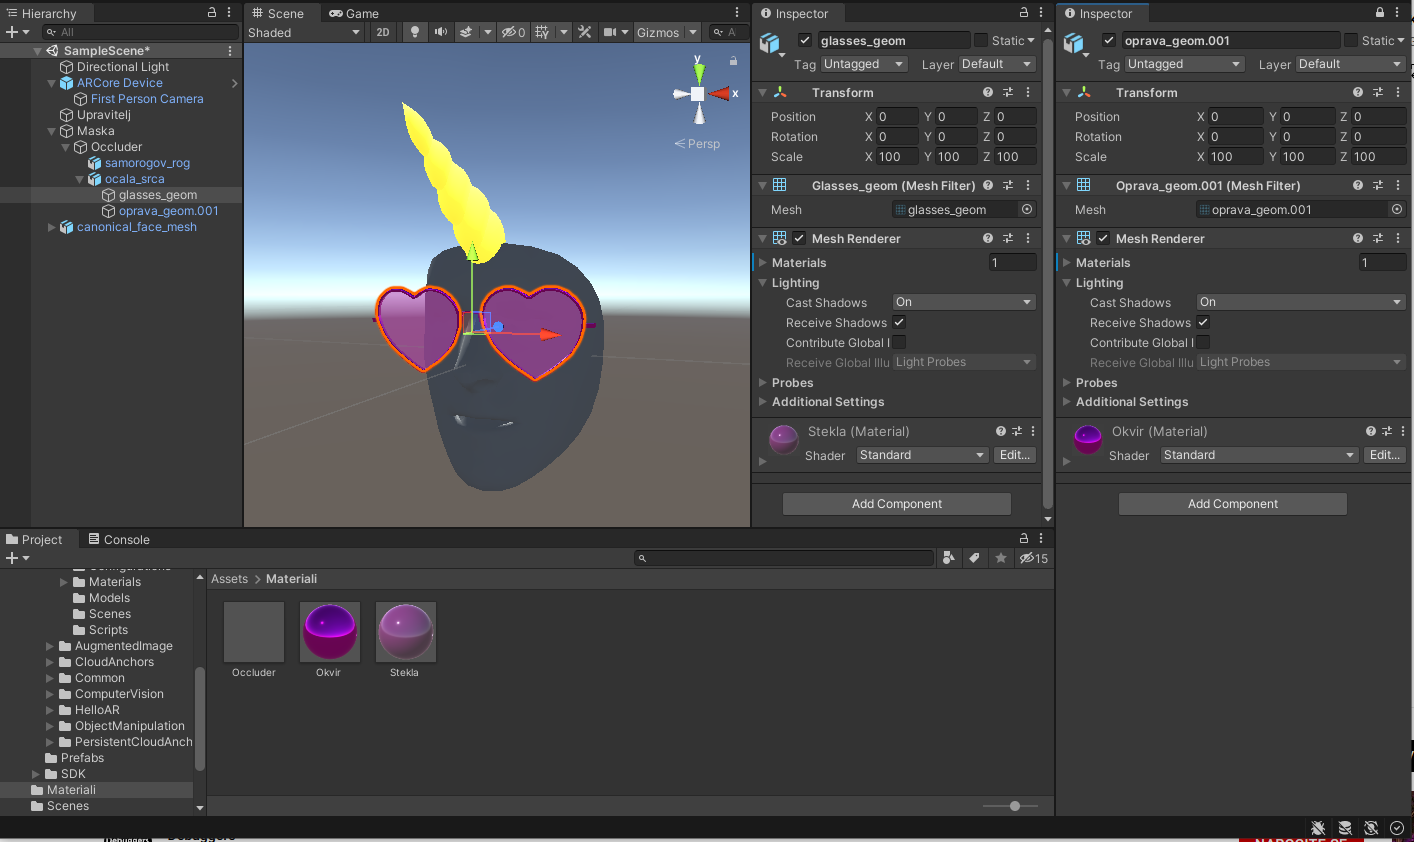 Hierarchy
All
SampleScene*
Directional Light
ARCore Device
First Person Camera
Upravitelj
Maska
Occluder
samorogov_rog
ocala_srca
glasses_geom
oprava_geom.001
canonical_face_mesh
Scene
Game
Shaded
2D
0
Gizmos
A
y
x
Persp
Inspector
glasses_geom
Static
Tag
Untagged
Layer
Default
Transform
Position
X 0 Y 0 Z 0
Rotation
X 0 Y 0 Z 0
Scale
X 100 Y 100 Z 100
Glasses_geom (Mesh Filter)
Mesh
glasses_geom
Mesh Renderer
Materials
1
Lighting
Cast Shadows
On
Receive Shadows
Contribute Global I
Receive Global Illu
Light Probes
Probes
Additional Settings
Stekla (Material)
Shader
Standard
Edit...
Add Component
Inspector
oprava_geom.001
Static
Tag
Untagged
Layer
Default
Transform
Position
X 0 Y 0 Z 0
Rotation
X 0 Y 0 Z 0
Scale
X 100 Y 100 Z 100
Oprava_geom.001 (Mesh Filter)
Mesh
oprava_geom.001
Mesh Renderer
Materials
1
Lighting
Cast Shadows
On
Receive Shadows
Contribute Global I
Receive Global Illu
Light Probes
Probes
Additional Settings
Okvir (Material)
Shader
Standard
Edit...
Add Component
Project
Console
15
Materials
Models
Scenes
Scripts
AugmentedImage
CloudAnchors
Common
ComputerVision
HelloAR
ObjectManipulation
PersistentCloudAnch
Prefabs
SDK
Materiali
Scenes
Assets > Materiali
Occluder
Okvir
Stekla